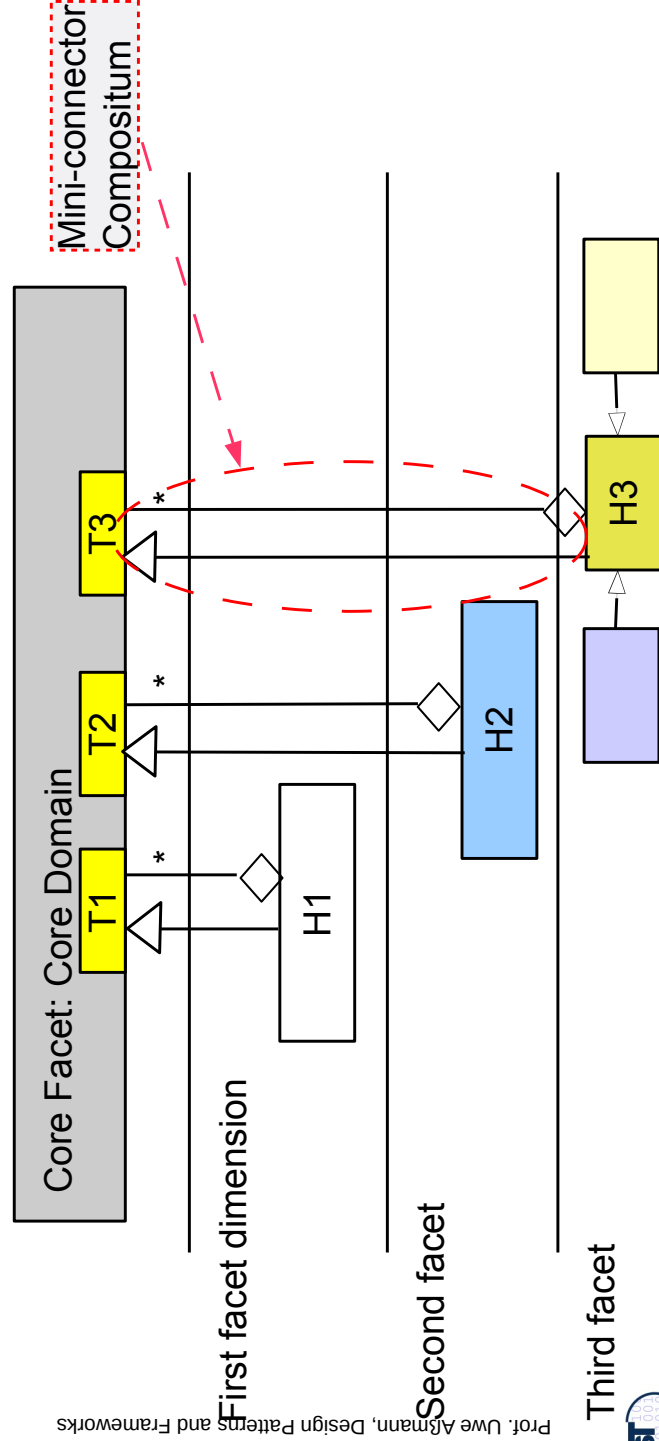 Mini-connector
Compositum
Core Facet: Core Domain
T1
T2
T3
*
*
*
First facet dimension
H1
Second facet
H2
Third facet
H3
Prof. Uwe Aßmann, Design Patterns and Frameworks
ST